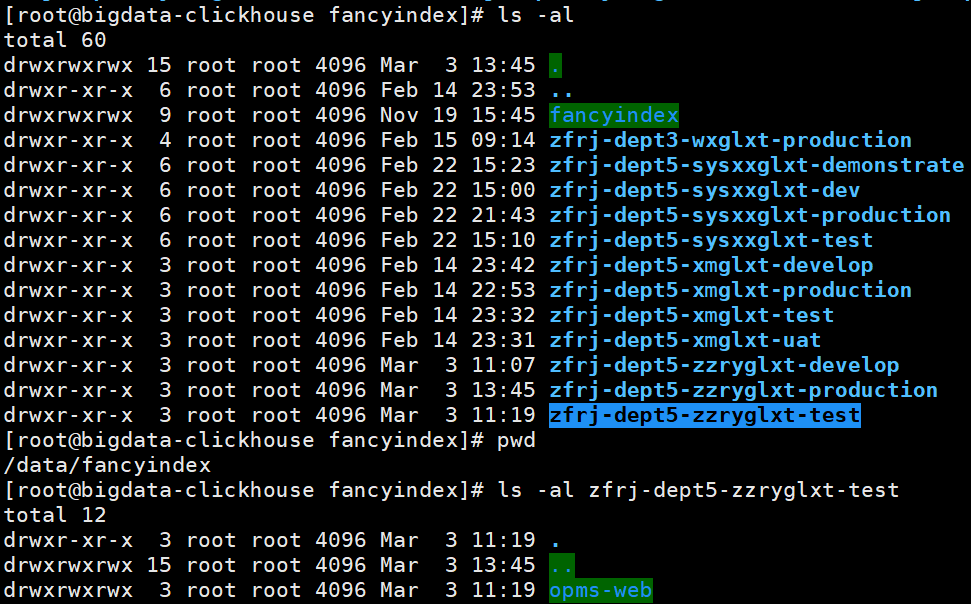 [root@bigdata-clickhouse fancyindex]# ls -al
total 60
drwxrwxrwx 15 root root 4096 Mar  3 13:45 .
drwxr-xr-x  6 root root 4096 Feb 14 23:53 ..
drwxrwxrwx  9 root root 4096 Nov 19 15:45 fancyindex
drwxr-xr-x  4 root root 4096 Feb 15 09:14 zfrj-dept3-wxglxt-production
drwxr-xr-x  6 root root 4096 Feb 22 15:23 zfrj-dept5-sysxxglxt-demonstrate
drwxr-xr-x  6 root root 4096 Feb 22 15:00 zfrj-dept5-sysxxglxt-dev
drwxr-xr-x  6 root root 4096 Feb 22 21:43 zfrj-dept5-sysxxglxt-production
drwxr-xr-x  6 root root 4096 Feb 22 15:10 zfrj-dept5-sysxxglxt-test
drwxr-xr-x  3 root root 4096 Feb 14 23:42 zfrj-dept5-xmglxt-develop
drwxr-xr-x  3 root root 4096 Feb 14 22:53 zfrj-dept5-xmglxt-production
drwxr-xr-x  3 root root 4096 Feb 14 23:32 zfrj-dept5-xmglxt-test
drwxr-xr-x  3 root root 4096 Feb 14 23:31 zfrj-dept5-xmglxt-uat
drwxr-xr-x  3 root root 4096 Mar  3 11:07 zfrj-dept5-zzryglxt-develop
drwxr-xr-x  3 root root 4096 Mar  3 13:45 zfrj-dept5-zzryglxt-production
drwxr-xr-x  3 root root 4096 Mar  3 11:19 zfrj-dept5-zzryglxt-test
[root@bigdata-clickhouse fancyindex]# pwd
/data/fancyindex
[root@bigdata-clickhouse fancyindex]# ls -al zfrj-dept5-zzryglxt-test
total 12
drwxr-xr-x  3 root root 4096 Mar  3 11:19 .
drwxrwxrwx 15 root root 4096 Mar  3 13:45 ..
drwxrwxrwx  3 root root 4096 Mar  3 11:19 opms-web